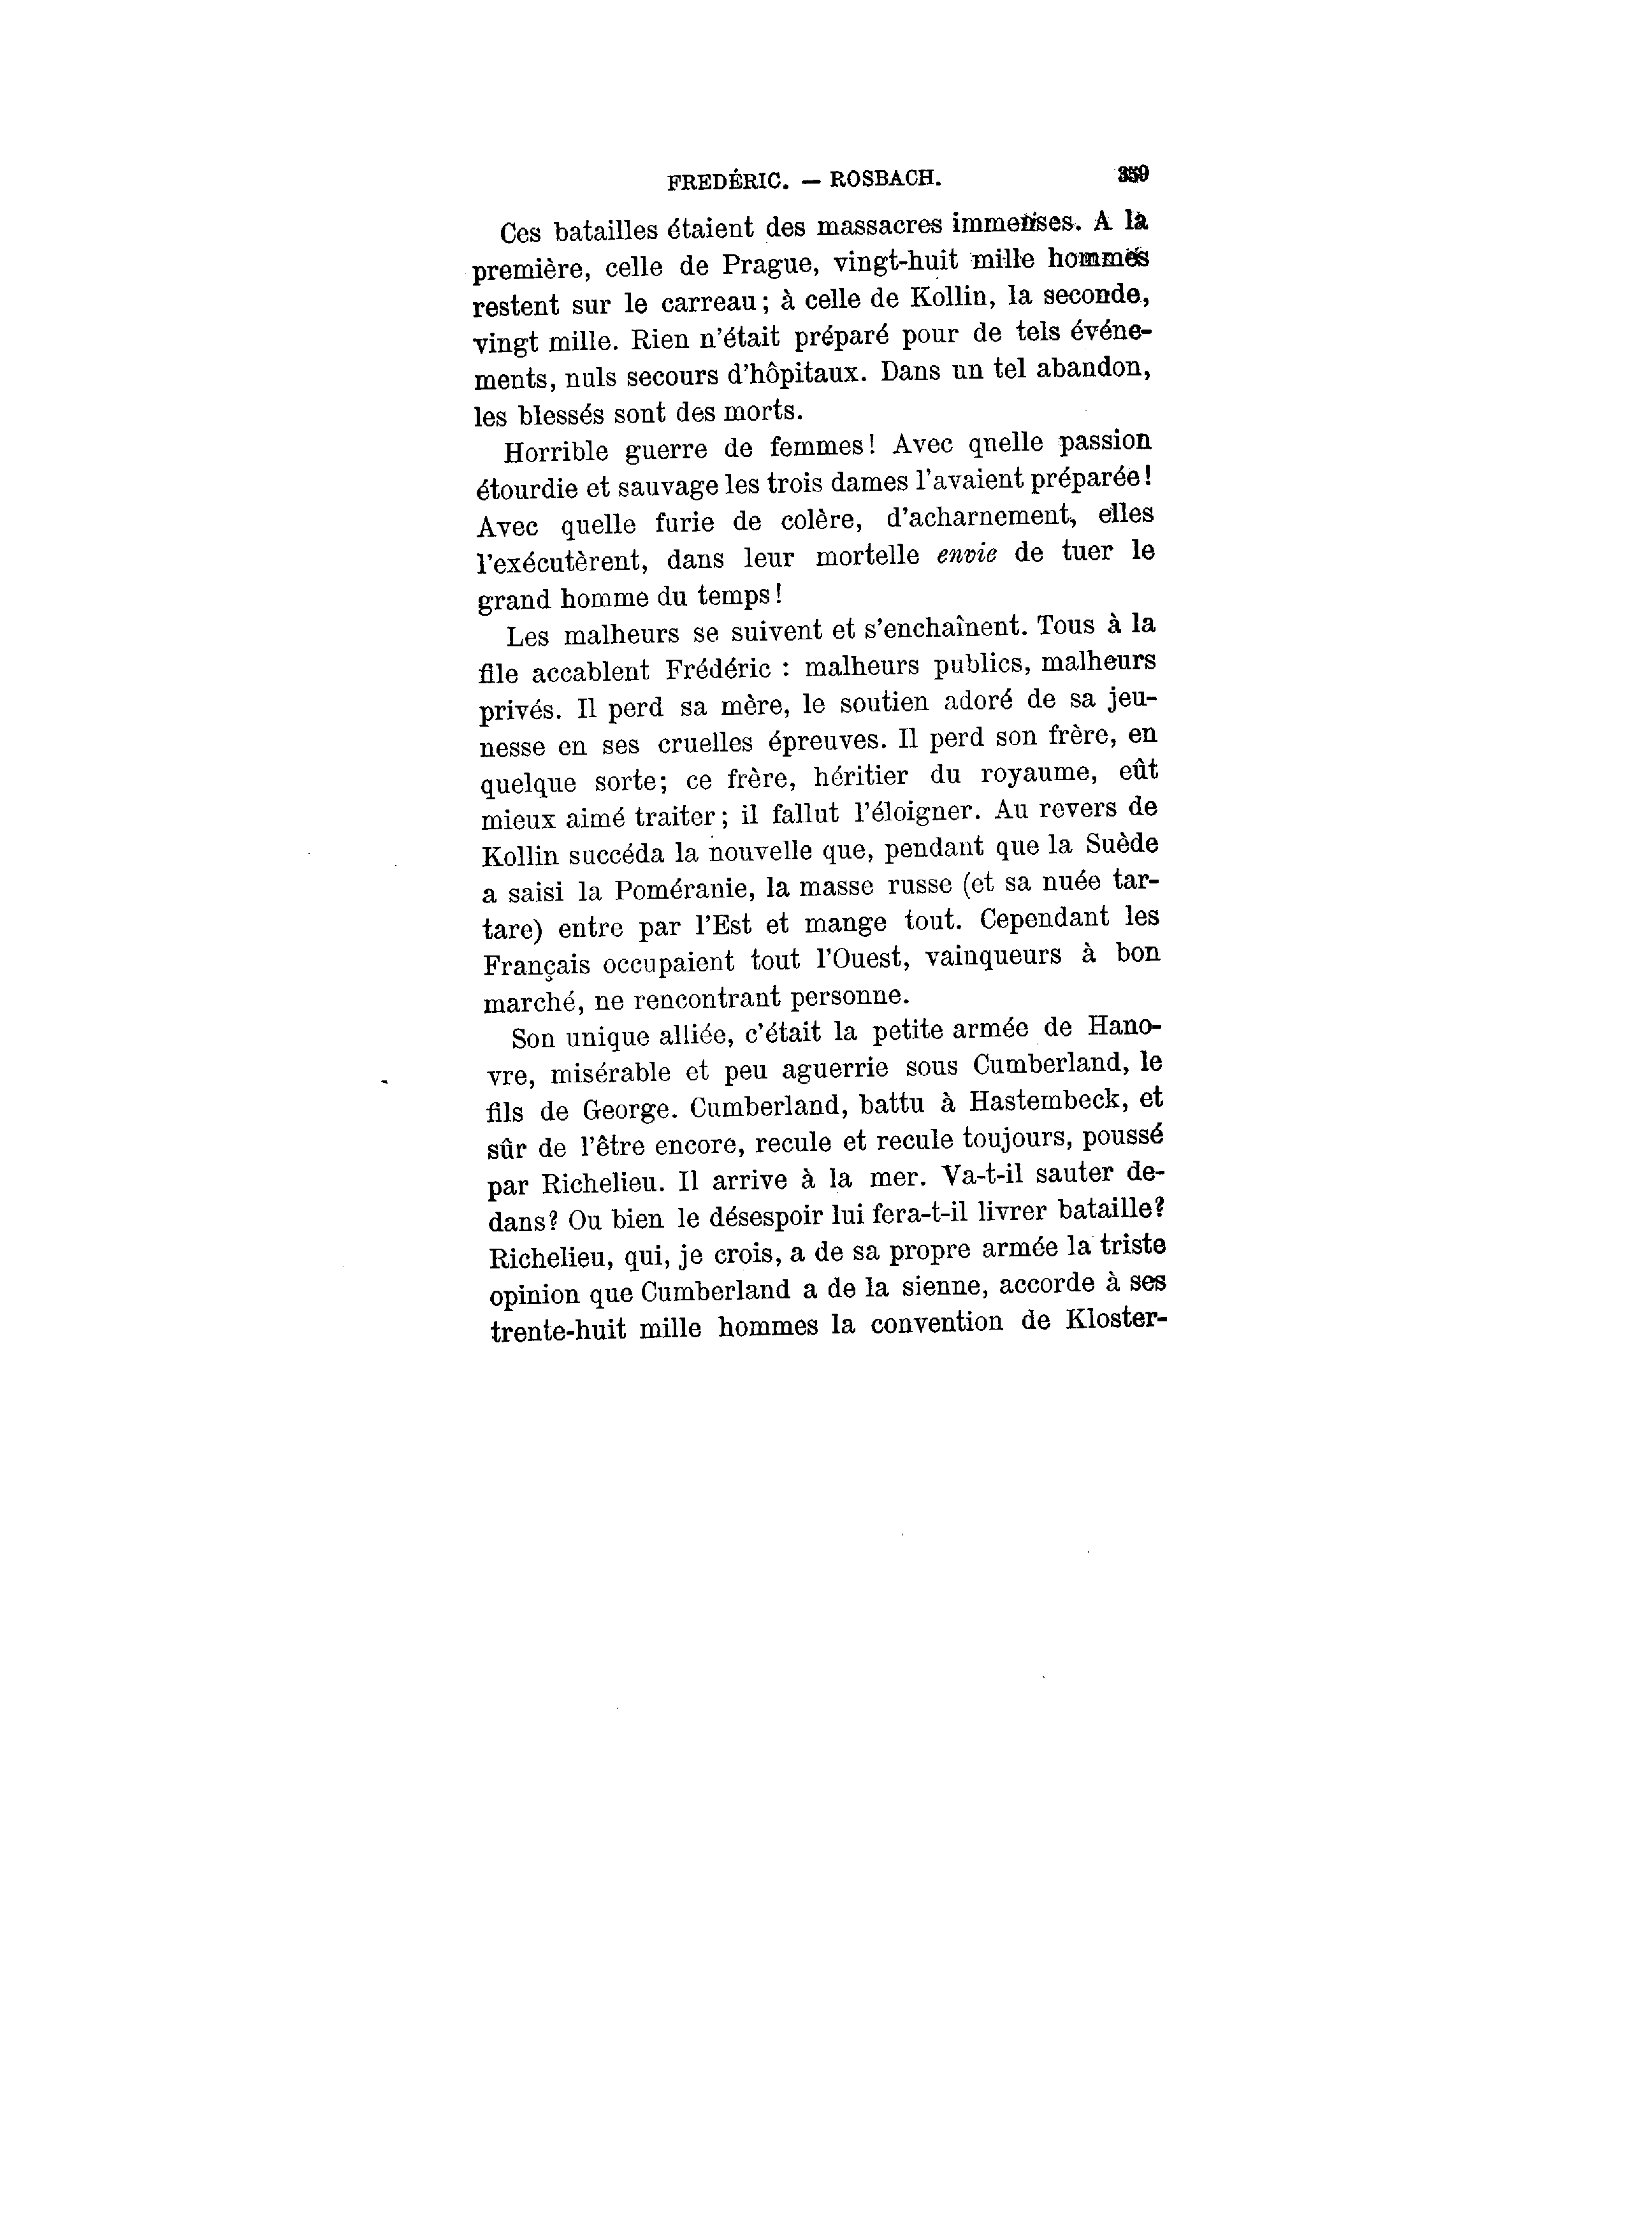 FREDÉRIC. — ROSBACH. 359
Ces batailles étaient des massacres immenses. A la
première, celle de Prague, vingt-huit mille hommes
restent sur le carreau; à celle de Kollin, la seconde,
vingt mille. Rien n'était préparé pour de tels événe-
ments, nuls secours d'hôpitaux. Dans un tel abandon,
les blessés sont des morts.
Horrible guerre de femmes! Avec qnelle passion
étourdie et sauvage les trois dames l'avaient préparée!
Avec quelle furie de colère, d'acharnement, elles
l'exécutèrent, dans leur mortelle envie de tuer le
grand homme du temps!
Les malheurs se suivent et s'enchaînent. Tous à la
file accablent Frédéric : malheurs publics, malheurs
privés. Il perd sa mère, le soutien adoré de sa jeu-
nesse en ses cruelles épreuves. Il perd son frère, en
quelque sorte; ce frère, héritier du royaume, eût
mieux aimé traiter; il fallut l'éloigner. Au revers de
Kollin succéda la nouvelle que, pendant que la Suède
a saisi la Poméranie, la masse russe (et sa nuée tar-
tare) entre par l'Est et mange tout. Cependant les
Français occupaient tout l'Ouest, vainqueurs à bon
marché, ne rencontrant personne.
Son unique alliée, c'était la petite armée de Hano-
vre, misérable et peu aguerrie sous Cumberland, le
fils de George. Cumberland, battu à Hastembeck, et
sûr de l'être encore, recule et recule toujours, poussé
par Richelieu. Il arrive à la mer. Va-t-il sauter de-
dans? Ou bien le désespoir lui fera-t-il livrer bataille?
Richelieu, qui, je crois, a de sa propre armée la triste
opinion que Cumberland a de la sienne, accorde à ses
trente-huit mille hommes la convention de Kloster-